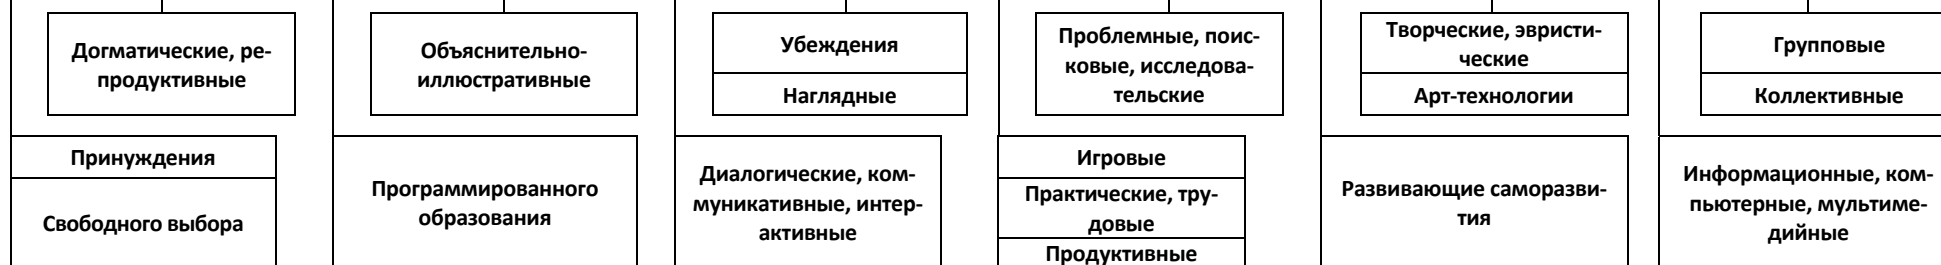 Догматические, ре-
продуктивные
Объяснительно-
иллюстративные
Убеждения
Наглядные
Проблемные, поис-
ковые, исследова-
тельские
Творческие, эвристи-
ческие
Арт-технологии
Групповые
Коллективные
Принуждения
Свободного выбора
Программированного
образования
Диалогические, ком-
муникативные, интер-
активные
Игровые
Практические, тру-
довые
Продуктивные
Развивающие саморазви-
тия
Информационные, ком-
пьютерные, мультиме-
дийные